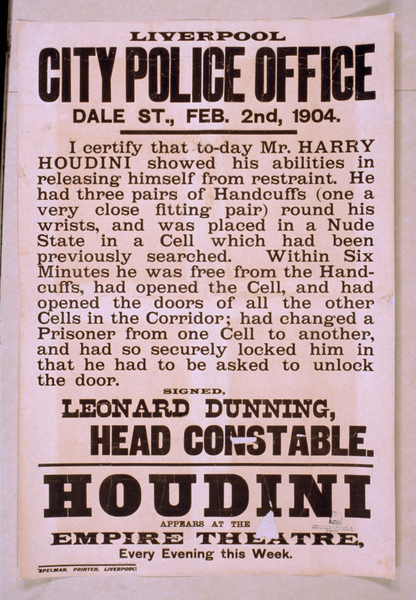 LIVERPOOL
CITY POLICE OFFICE
DALE ST., FEB. 2nd, 1904.
I certify that to-day Mr. HARRY
HOUDINI showed his abilities in
releasing himself from restraint. He
had three pairs of Handcuffs (one a
very close fitting pair) round his
wrists, and was placed in a Nude
State in a Cell which had been
previously searched. Within Six
Minutes he was free from the Hand-
cuffs, had opened the Cell, and had
opened the doors of all the other
Cells in the Corridor; had changed a
Prisoner from one Cell to another,
and had so securely locked him in
that he had to be asked to unlock
the door.
SIGNED,
LEONARD DUNNING,
HEAD CONSTABLE.
HOUDINI
APPEARS AT THE
EMPIRE THEATRE,
Every Evening this Week.
SPELMAN, PRINTER, LIVERPOOL.